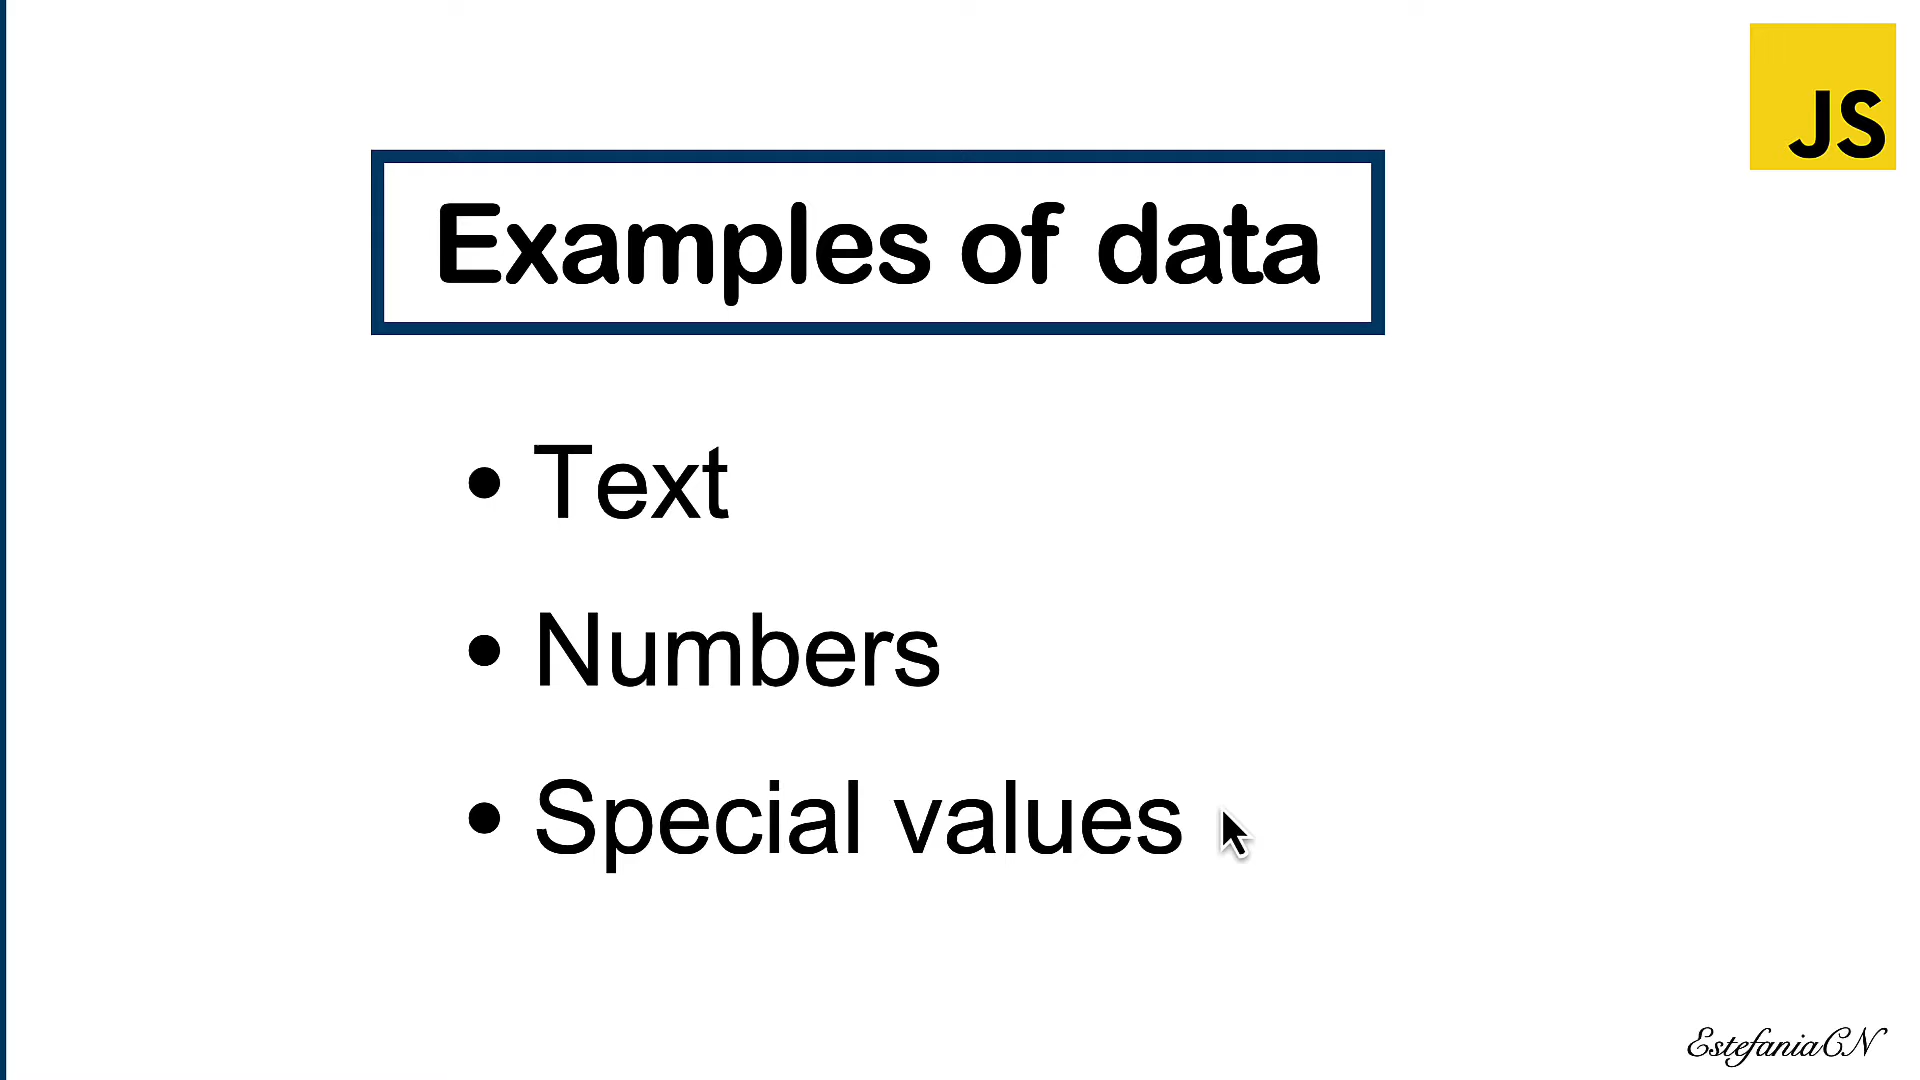 JS
Examples of data
• Text
• Numbers
• Special values
EstefaniaCN